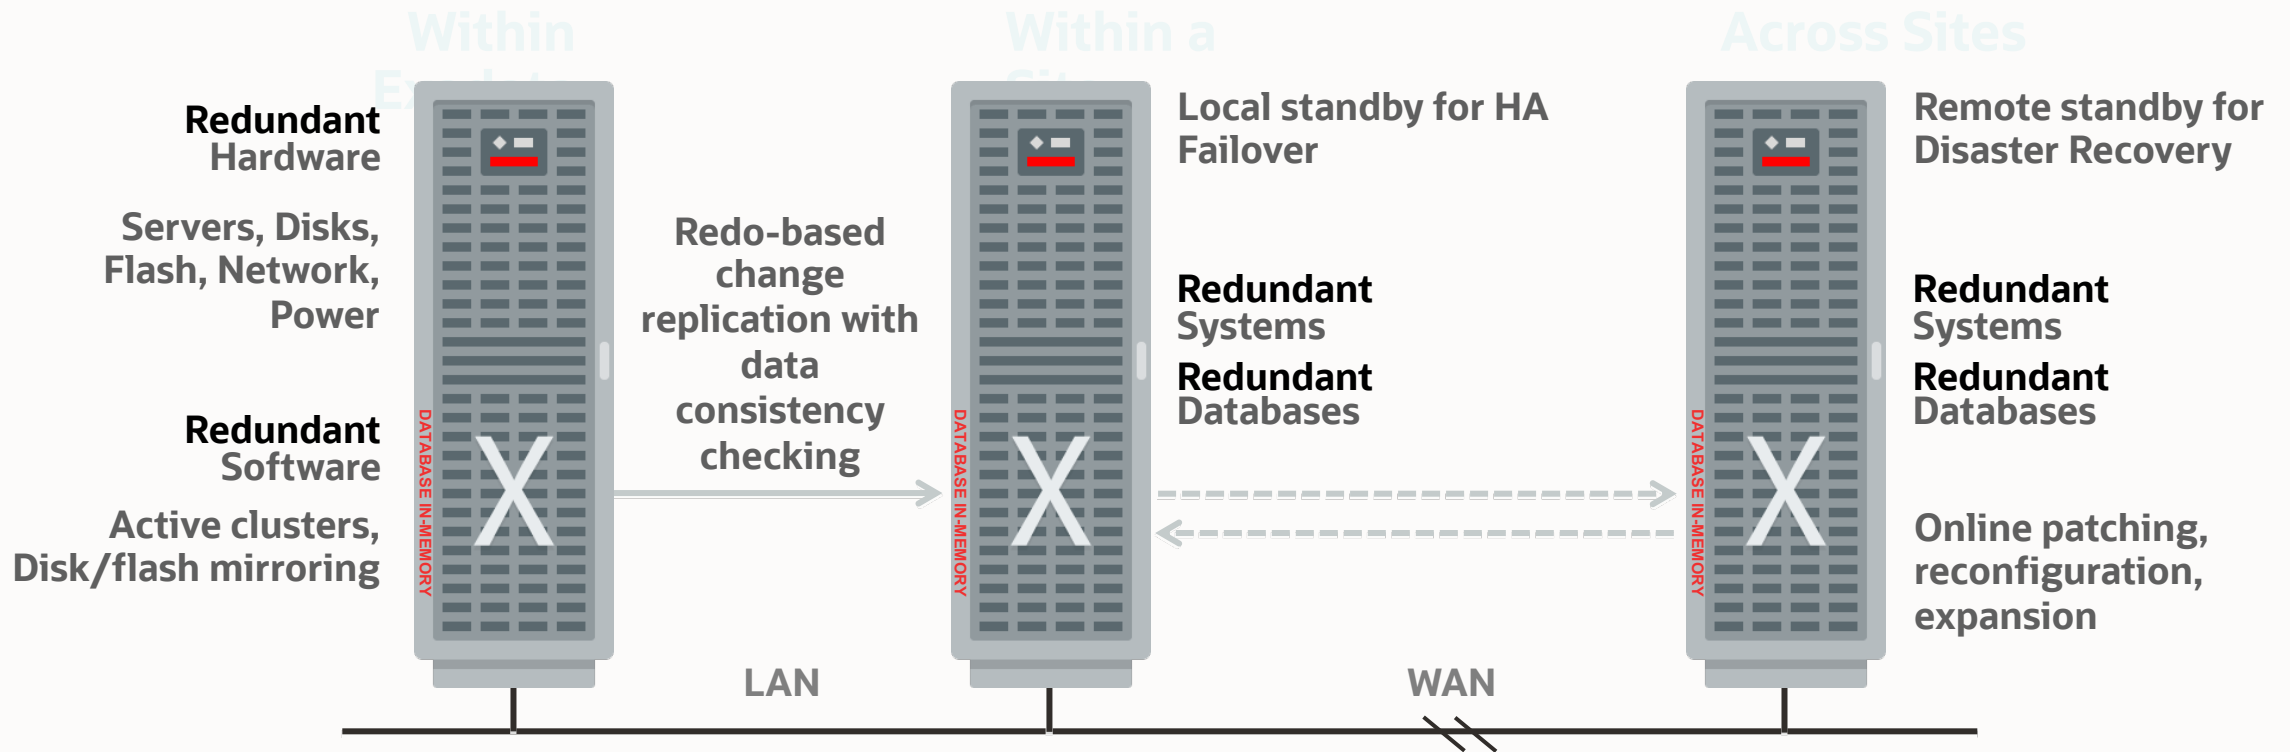 Within
Within a
Across Sites
Redundant
Hardware
Servers, Disks,
Flash, Network,
Power
Redundant
Software
Active clusters,
Disk/flash mirroring
DATABASE IN-MEMORY
X
Redo-based
change
replication with
data
consistency
checking
DATABASE IN-MEMORY
X
Local standby for HA
Failover
Redundant
Systems
Redundant
Databases
DATABASE IN-MEMORY
X
Remote standby for
Disaster Recovery
Redundant
Systems
Redundant
Databases
Online patching,
reconfiguration,
expansion
LAN
WAN